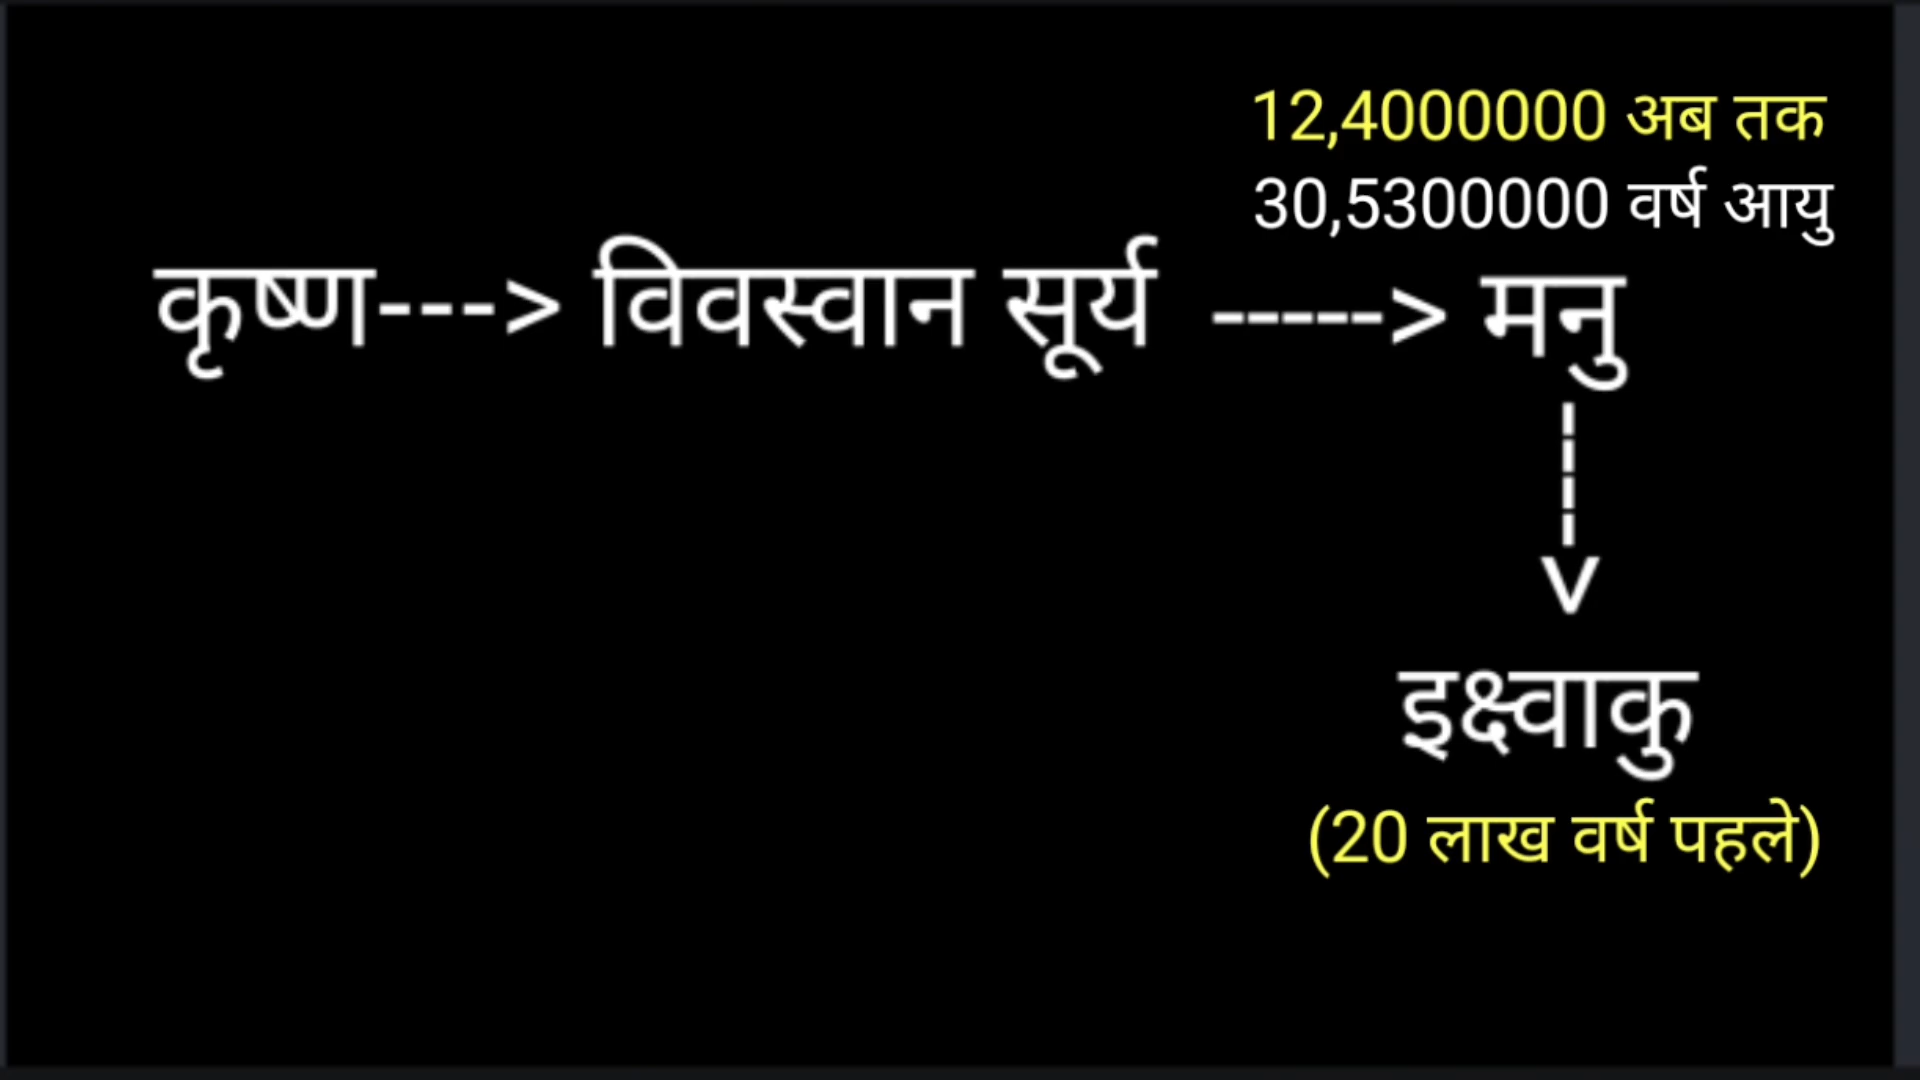 12,4000000 अब तक
30,5300000 वर्ष आयु
कृष्ण---> विवस्वान सूर्य -----> मनु
----->
इक्ष्वाकु
(20 लाख वर्ष पहले)